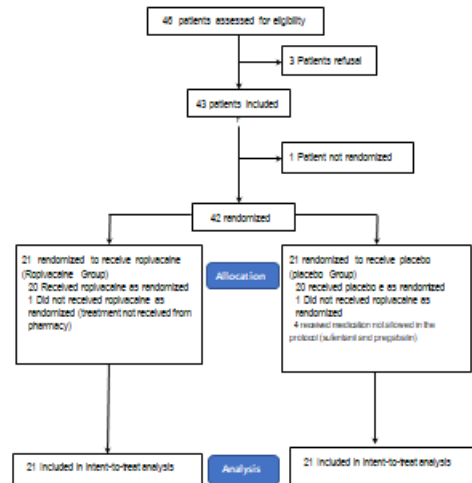 46 patients assessed for eligibility
3 Patients refusal
43 patients included
1 Patient not randomized
42 randomized
21 randomized to receive ropivacaine
(Ropivacaine Group)
20 Received ropivacaine as randomized
1 Did not received ropivacaine as
randomized (treatment not received from
pharmacy)
Allocation
21 randomized to receive placebo
(placebo Group)
20 received placebo e as randomized
1 Did not received ropivacaine as
randomized
4 received medication not allowed in the
protocol (sufentanil and pregabalin)
21 Included in Intent-to-treat analysis
Analysis
21 Included in Intent-to-treat analysis